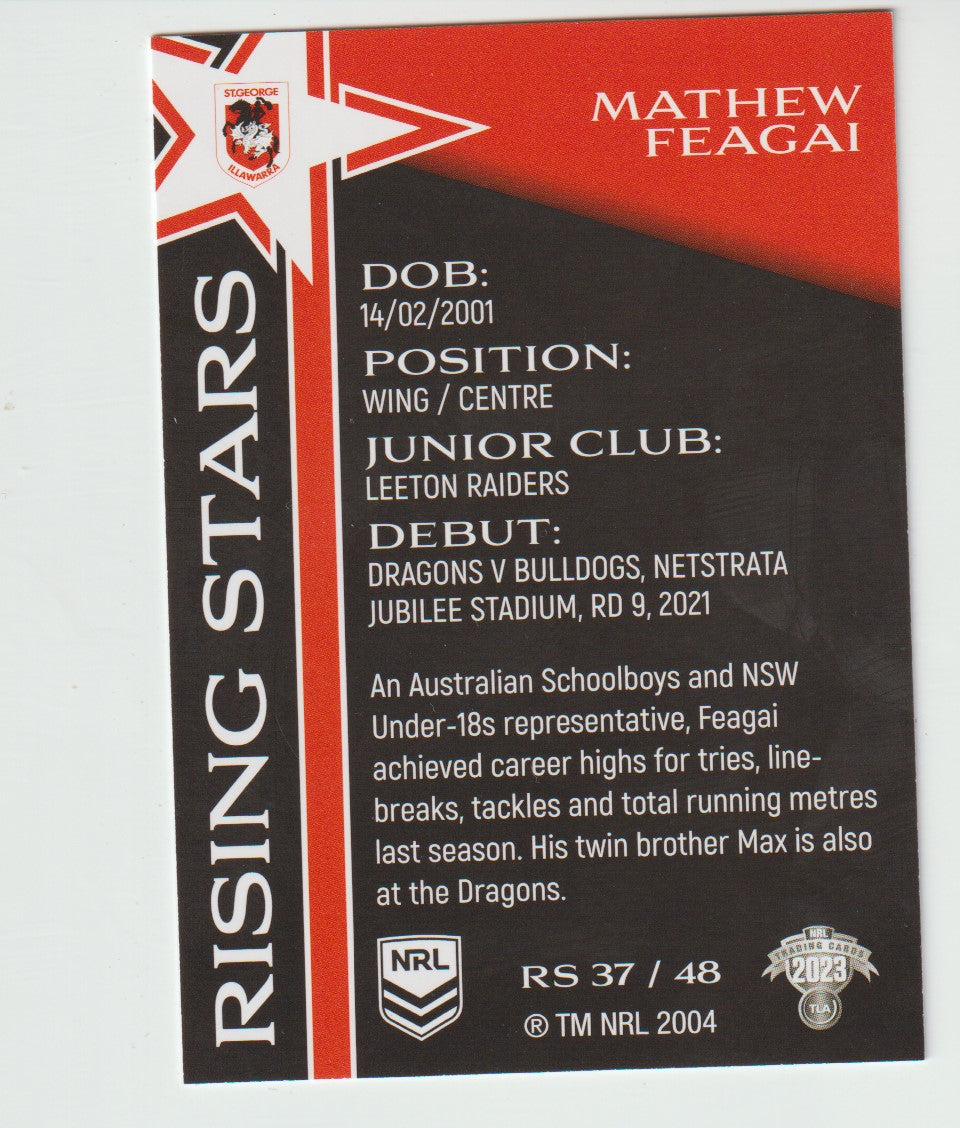 ST.GEORGE
ILLAWARRA
MATHEW
FEAGAI
RISING STARS
DOB:
14/02/2001
POSITION:
WING / CENTRE
JUNIOR CLUB:
LEETON RAIDERS
DEBUT:
DRAGONS V BULLDOGS, NETSTRATA
JUBILEE STADIUM, RD 9, 2021
An Australian Schoolboys and NSW
Under-18s representative, Feagai
achieved career highs for tries, line-
breaks, tackles and total running metres
last season. His twin brother Max is also
at the Dragons.
NRL
RS 37 / 48
® TM NRL 2004
NRL
TRADING CARDS
2023
TLA